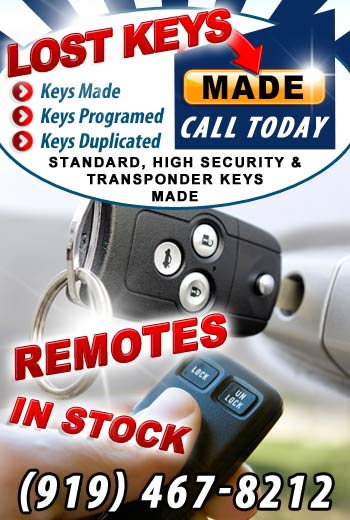 LOST KEYS
MADE
Keys Made
Keys Programed
Keys Duplicated
CALL TODAY
STANDARD, HIGH SECURITY &
TRANSPONDER KEYS
MADE
REMOTES
LOCK
UN
LOCK
IN STOCK
(919) 467-8212